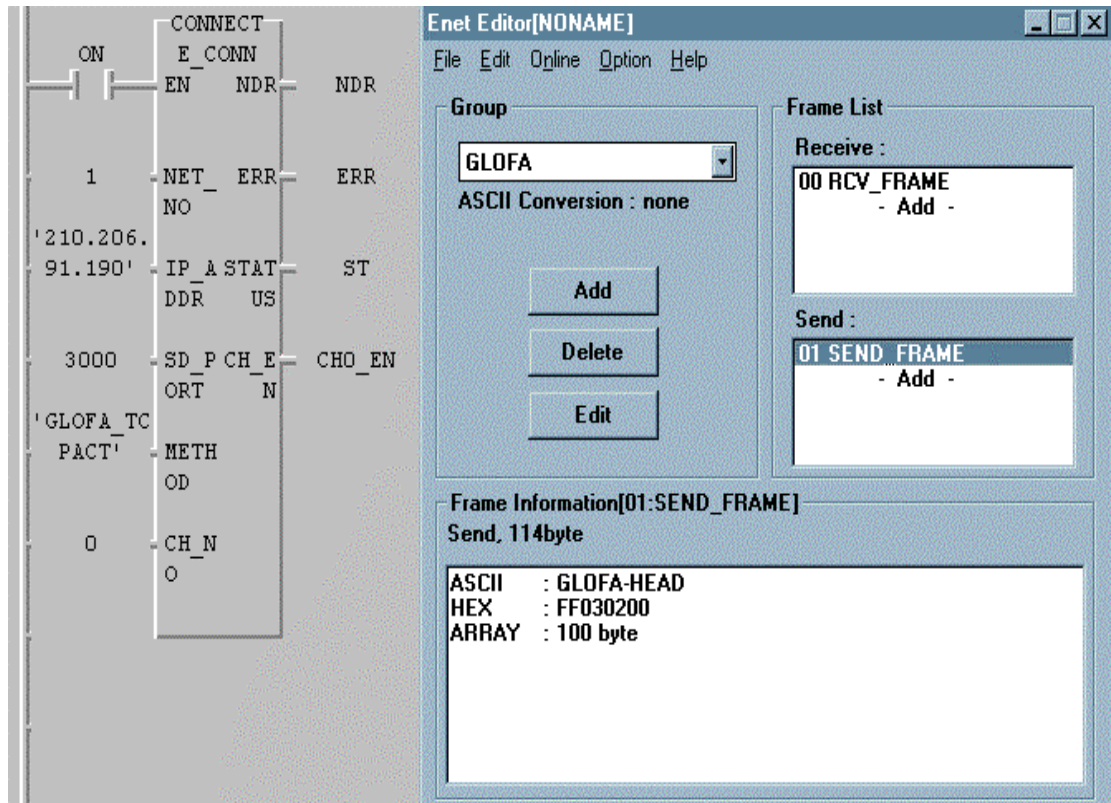 CONNECT
ON E_CONN
EN NDR NDR
1 NET_ ERR ERR
NO
'210.206.
91.190' IP_A STAT ST
DDR US
3000 SD_P CH_E CHO_EN
ORT N
'GLOFA_TC
PACT' METH
OD
0 CH_N
O
Enet Editor[NONAME]
File Edit Online Option Help
Group
GLOFA
ASCII Conversion : none
Add
Delete
Edit
Frame List
Receive :
00 RCV_FRAME
- Add -
Send :
01 SEND_FRAME
- Add -
Frame Information[01:SEND_FRAME]
Send, 114byte
ASCII : GLOFA-HEAD
HEX : FF030200
ARRAY : 100 byte